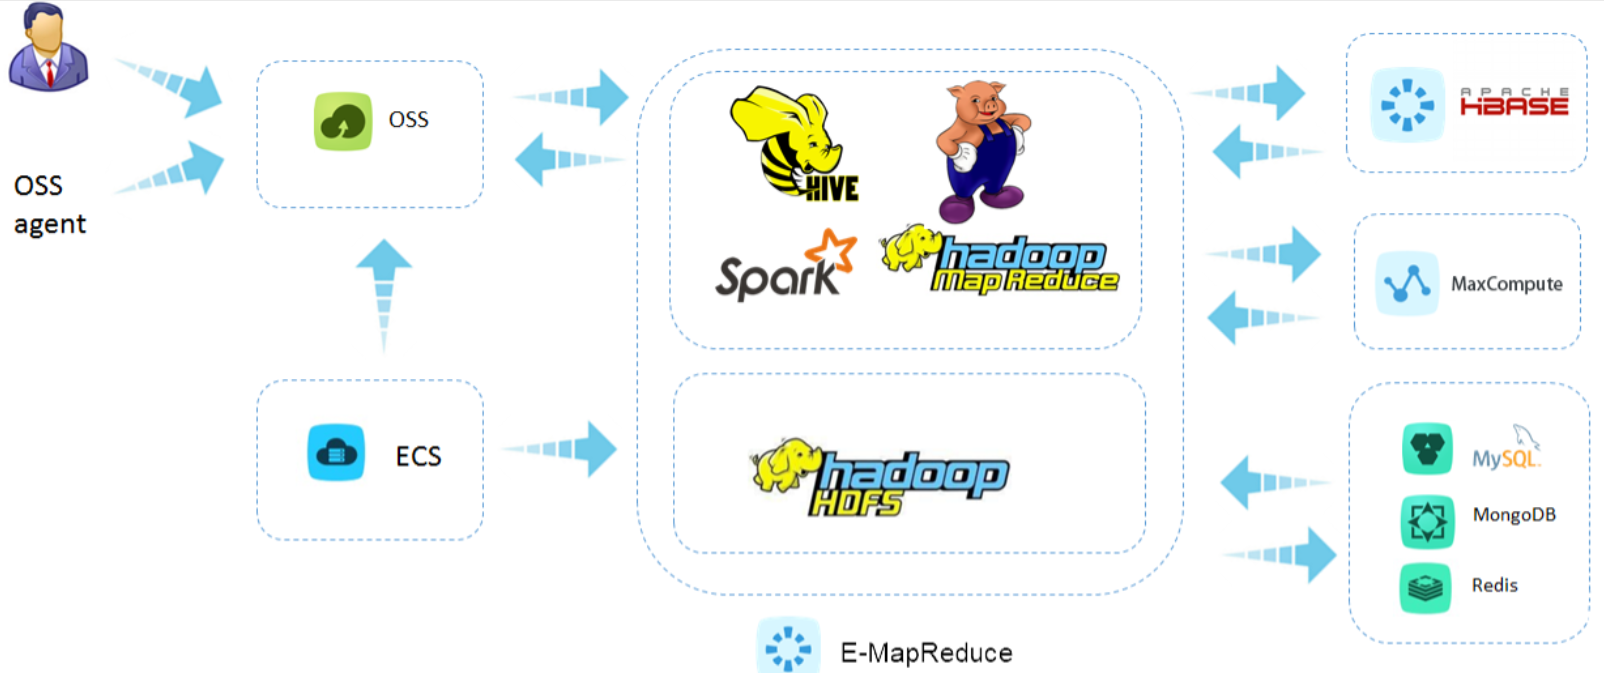 OSS
agent
OSS
ECS
HIVE
Spark
hadoop
Map Reduce
hadoop
HDFS
E-MapReduce
APACHE
HBASE
MaxCompute
MySQL.
MongoDB
Redis